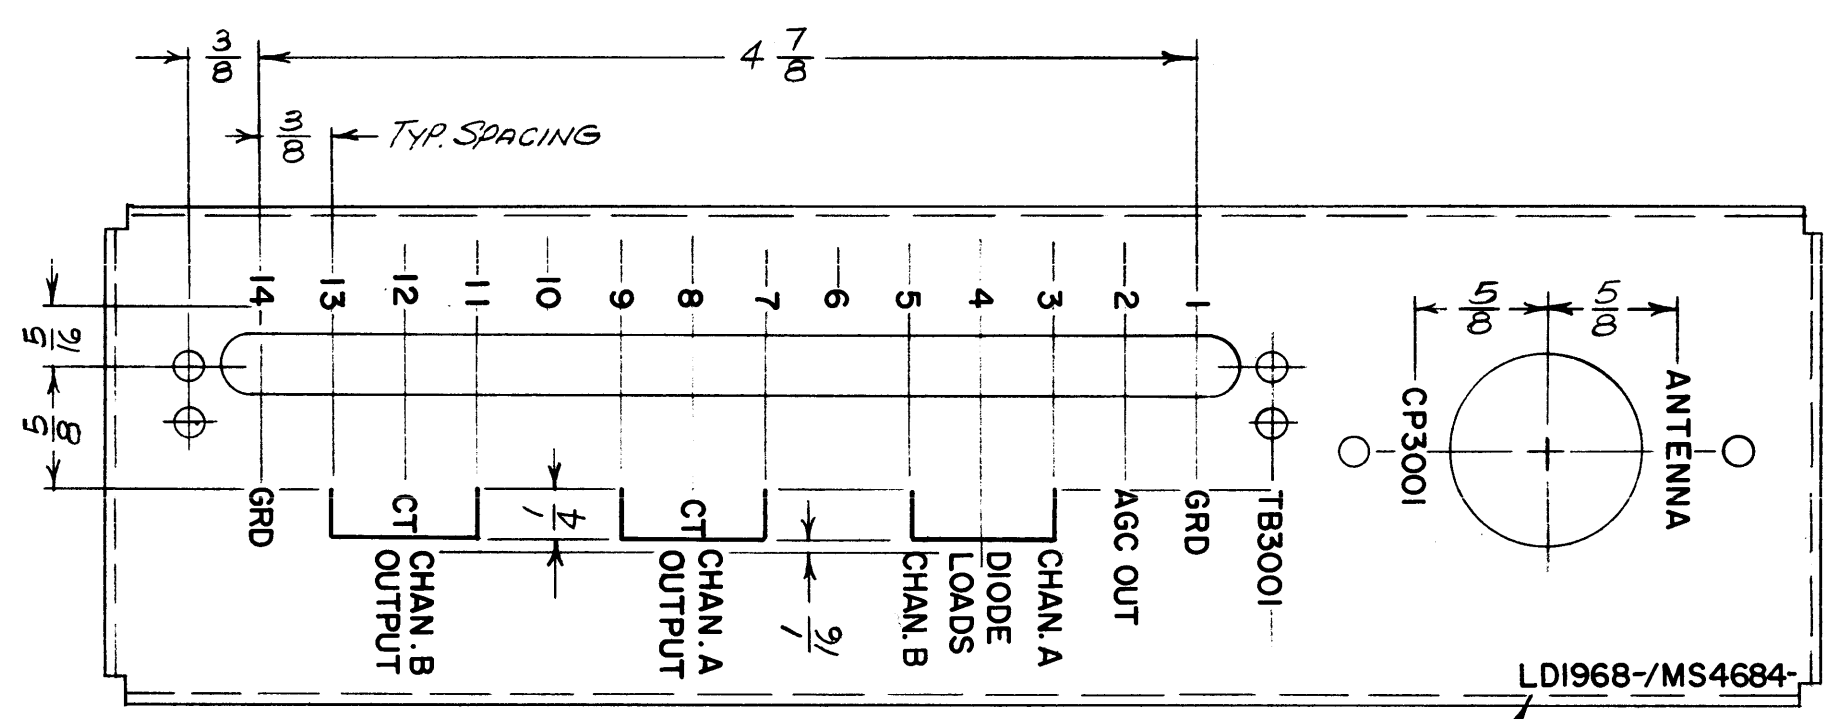 3/8
4 7/8
3/8 TYP. SPACING
14 13 12 11 10 9 8 7 6 5 4 3 2 1
5/16
5/8
5/8 5/8
CP3001
ANTENNA
GRD
CT
CHAN. B
OUTPUT
1/4
CT
CHAN. A
OUTPUT
1/16
CHAN. B
DIODE
LOADS
CHAN. A
AGC OUT
GRD
TB3001
LD1968-/MS4684-